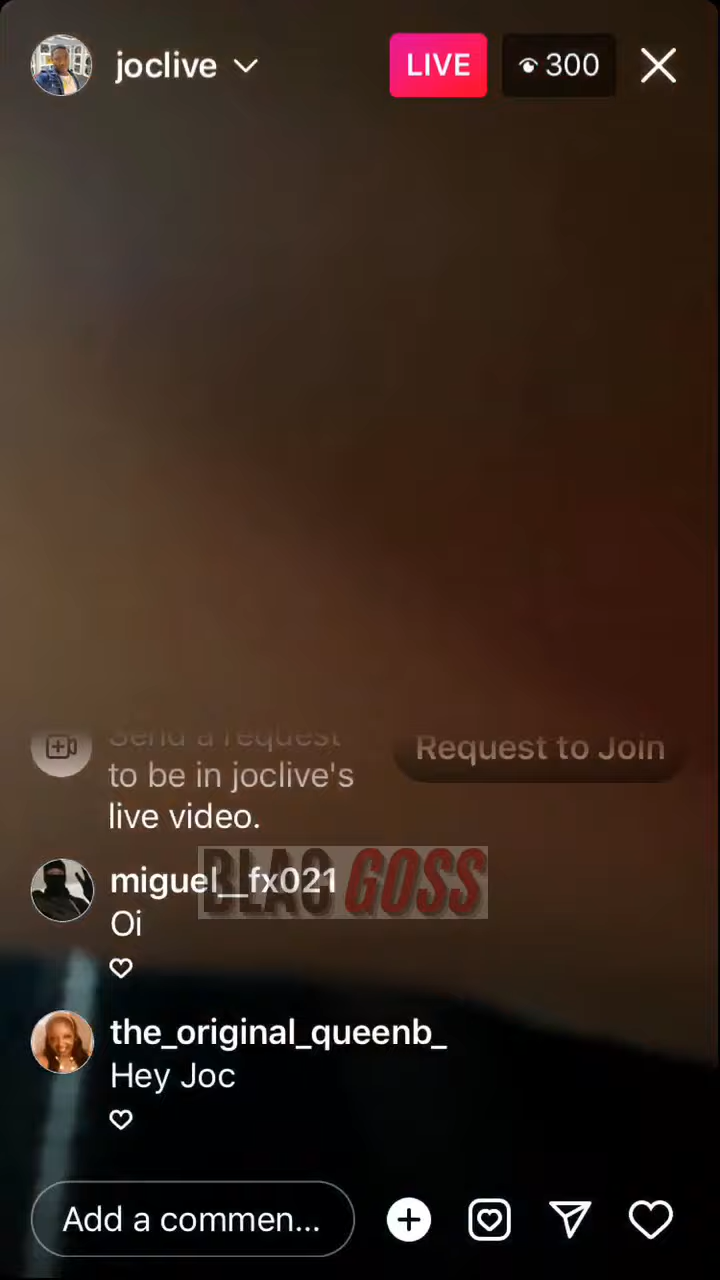 joclive
LIVE
300
Send a request
to be in joclive's
live video.
Request to Join
miguel__fx021
BLAG GOSS
Oi
the_original_queenb_
Hey Joc
Add a commen...